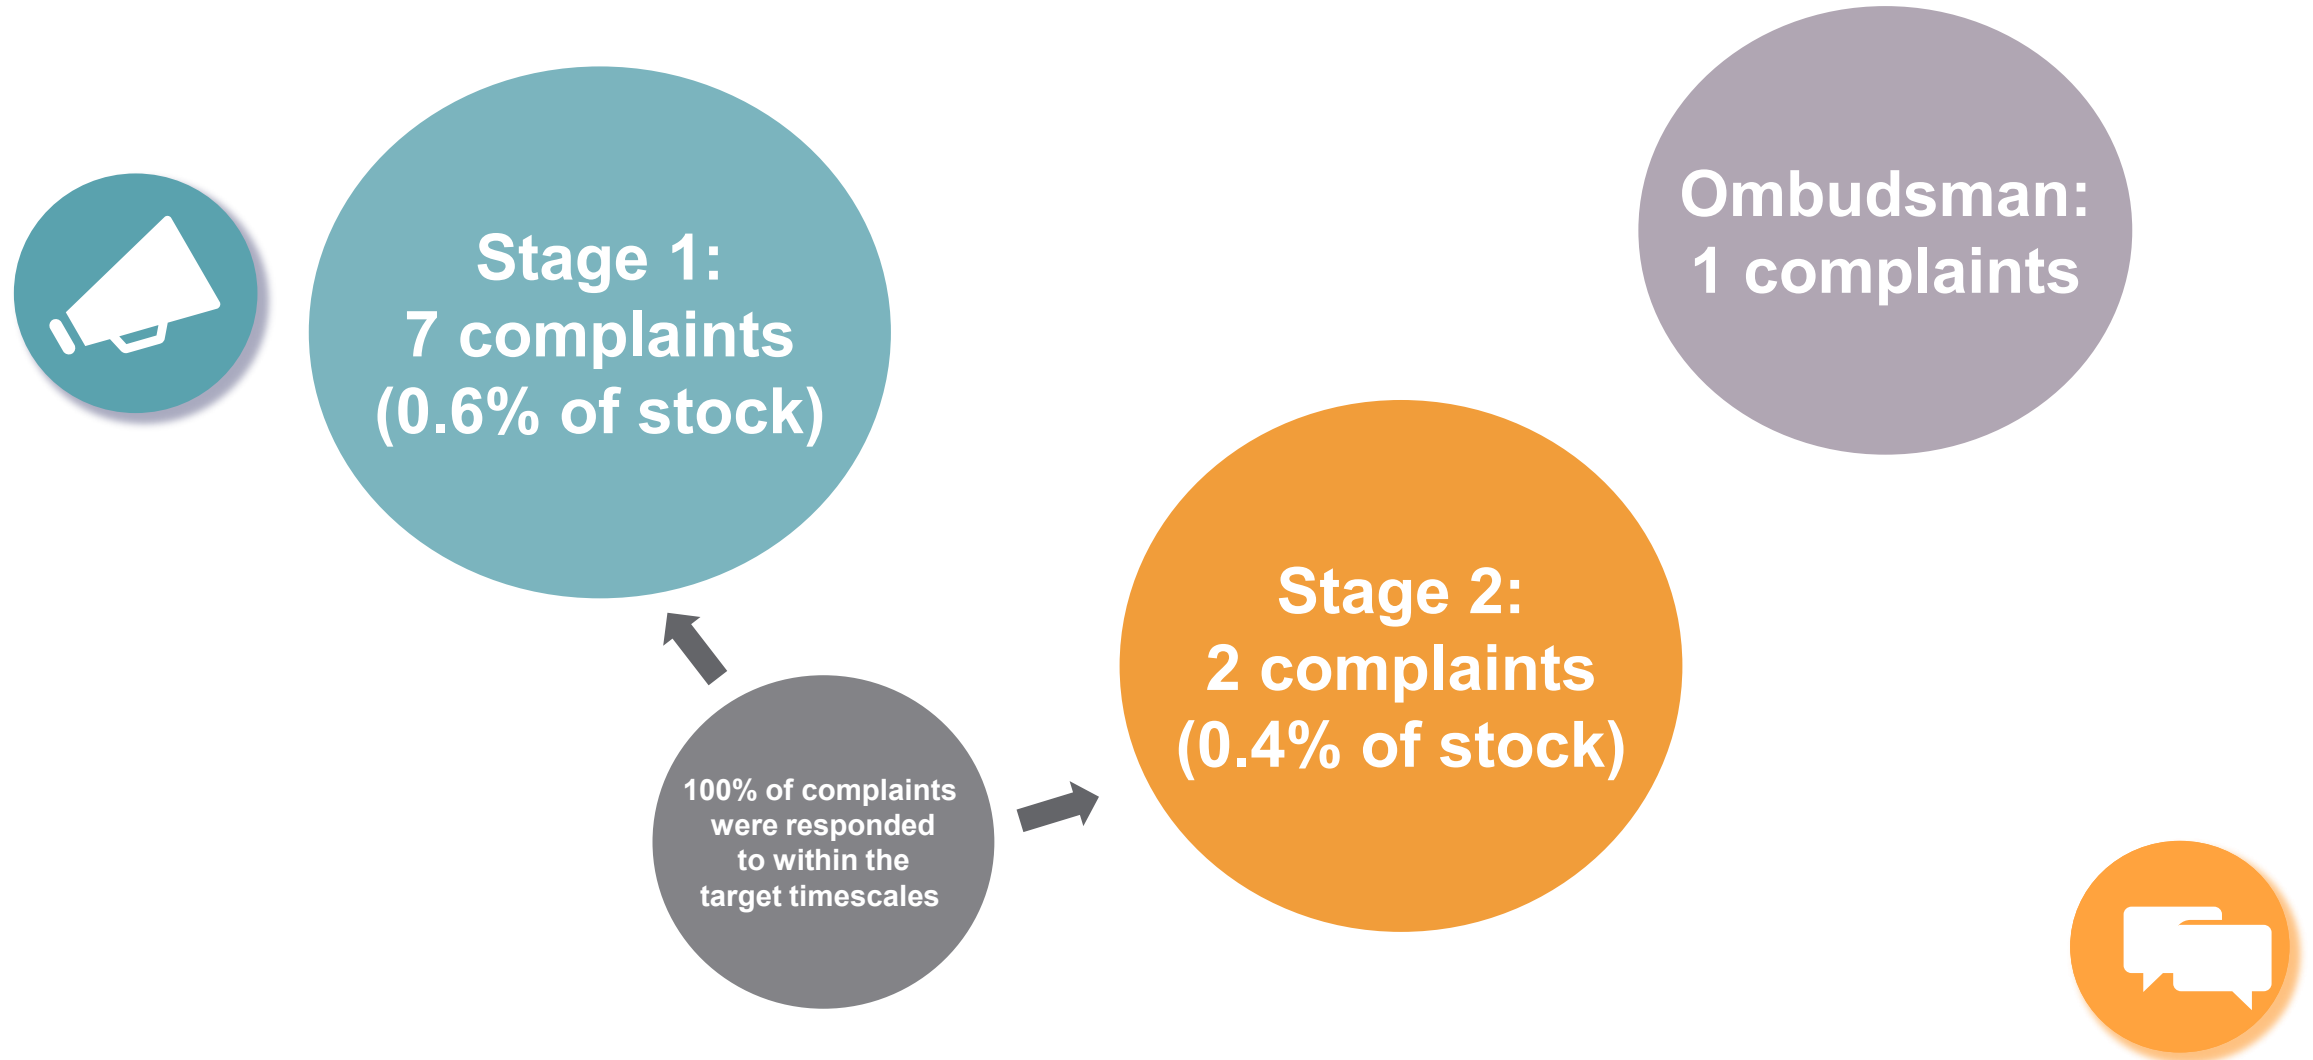 Stage 1:
7 complaints
(0.6% of stock)
Ombudsman:
1 complaints
Stage 2:
2 complaints
(0.4% of stock)
100% of complaints
were responded
to within the
target timescales